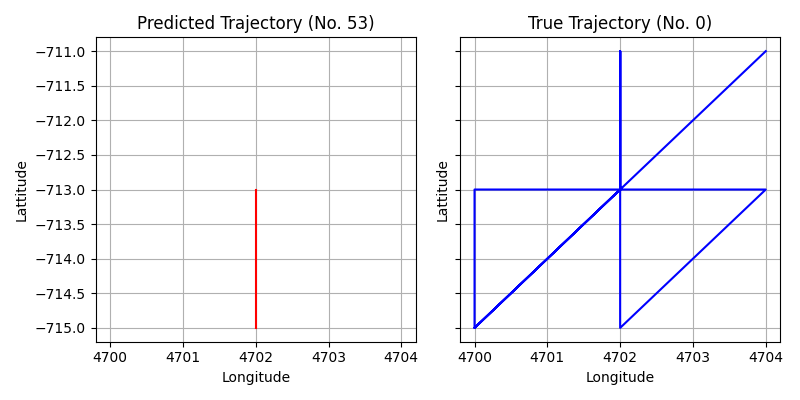 Predicted Trajectory (No. 53)
True Trajectory (No. 0)
−711.0
−711.5
−712.0
−712.5
−713.0
−713.5
−714.0
−714.5
−715.0
Lattitude
Lattitude
4700 4701 4702 4703 4704
4700 4701 4702 4703 4704
Longitude
Longitude